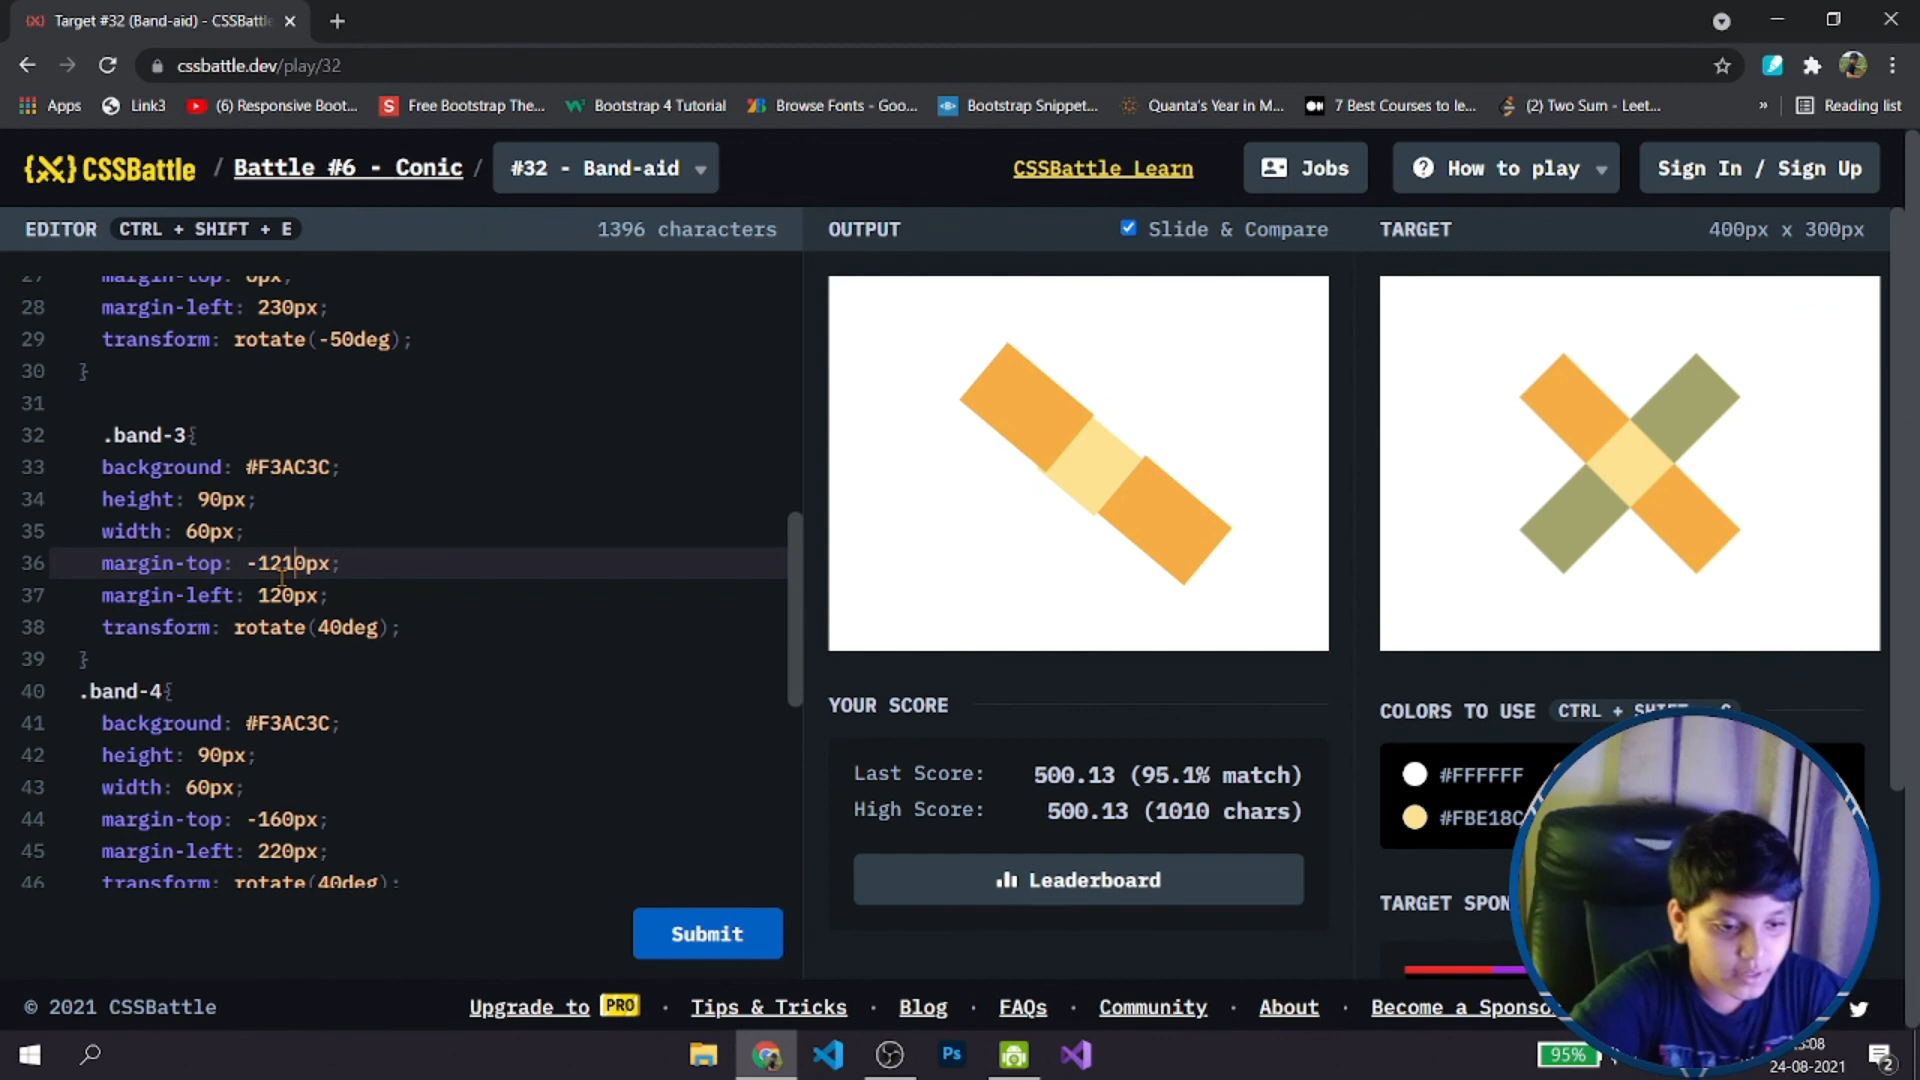 Target #32 (Band-aid) - CSSBattle
cssbattle.dev/play/32
Apps Link3 (6) Responsive Boot... Free Bootstrap The... Bootstrap 4 Tutorial Browse Fonts - Goo... Bootstrap Snippet... Quanta's Year in M... 7 Best Courses to le... (2) Two Sum - Leet... » Reading list
{X} CSSBattle / Battle #6 - Conic / #32 - Band-aid CSSBattle Learn Jobs How to play Sign In / Sign Up
EDITOR CTRL + SHIFT + E 1396 characters OUTPUT Slide & Compare TARGET 400px x 300px
28 margin-left: 230px;
29 transform: rotate(-50deg);
30 }
31
32 .band-3{
33 background: #F3AC3C;
34 height: 90px;
35 width: 60px;
36 margin-top: -1210px;
37 margin-left: 120px;
38 transform: rotate(40deg);
39 }
40 .band-4{
41 background: #F3AC3C;
42 height: 90px;
43 width: 60px;
44 margin-top: -160px;
45 margin-left: 220px;
46 transform: rotate(40deg);
Submit
YOUR SCORE
Last Score: 500.13 (95.1% match)
High Score: 500.13 (1010 chars)
Leaderboard
COLORS TO USE CTRL + SHIFT
#FFFFFF
#FBE18C
TARGET SPON
© 2021 CSSBattle Upgrade to PRO · Tips & Tricks · Blog · FAQs · Community · About · Become a Sponso
Ps 95% :08
24-08-2021 2